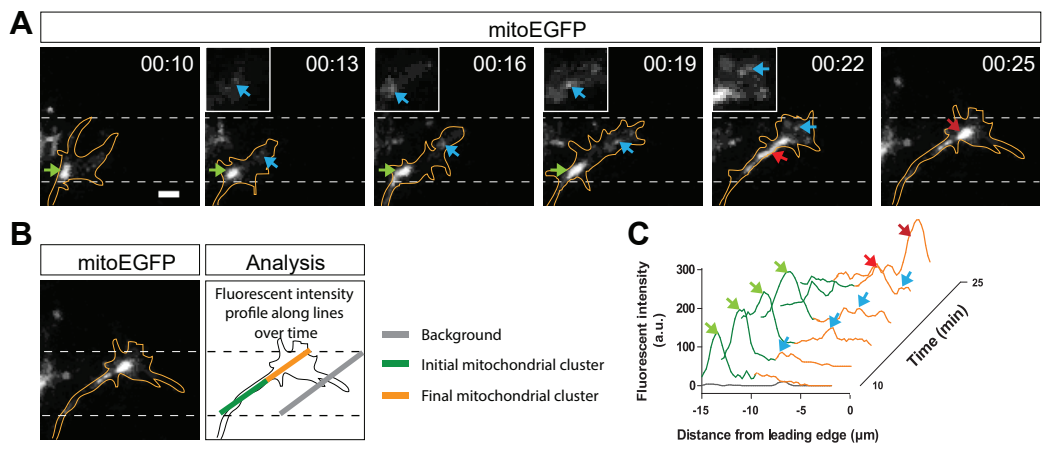 A
mitoEGFP
00:10
00:13
00:16
00:19
00:22
00:25
B
mitoEGFP
Analysis
Fluorescent intensity
profile along lines
over time
Background
Initial mitochondrial cluster
Final mitochondrial cluster
C
Fluorescent intensity
(a.u.)
300
200
100
0
-15
-10
-5
0
Distance from leading edge (µm)
10
25
Time (min)